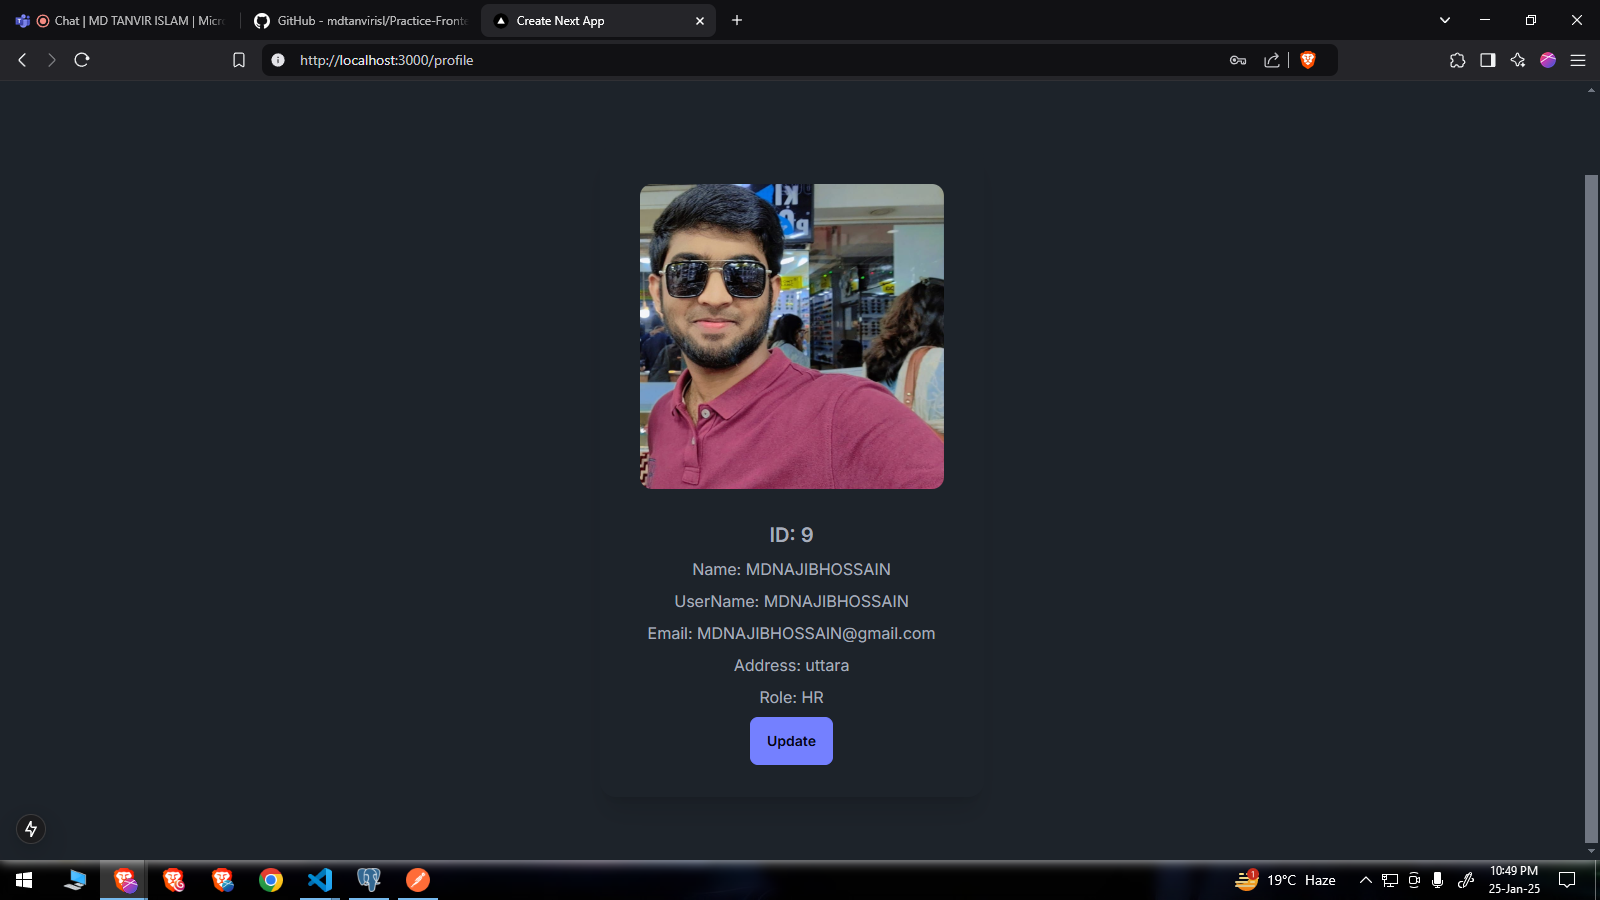 Chat | MD TANVIR ISLAM | Micr
GitHub - mdtanvirisl/Practice-Fronte
Create Next App
http://localhost:3000/profile
ID: 9
Name: MDNAJIBHOSSAIN
UserName: MDNAJIBHOSSAIN
Email: MDNAJIBHOSSAIN@gmail.com
Address: uttara
Role: HR
Update
1
19°C Haze
10:49 PM
25-Jan-25